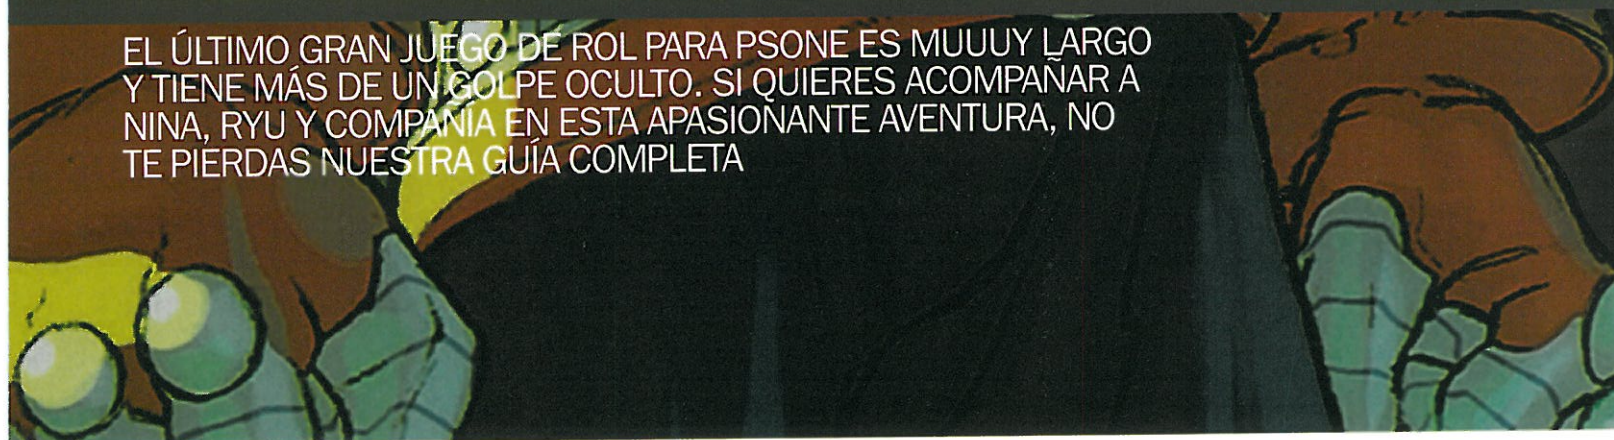 EL ÚLTIMO GRAN JUEGO DE ROL PARA PSONE ES MUUUY LARGO
Y TIENE MÁS DE UN GOLPE OCULTO. SI QUIERES ACOMPAÑAR A
NINA, RYU Y COMPAÑIA EN ESTA APASIONANTE AVENTURA, NO
TE PIERDAS NUESTRA GUÍA COMPLETA